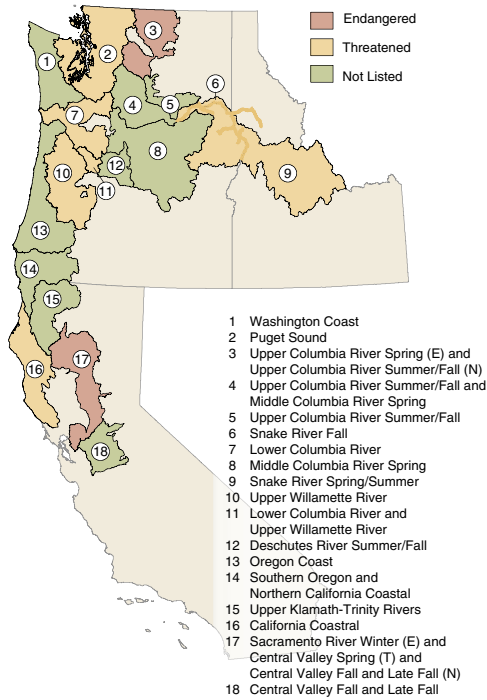 Endangered
Threatened
Not Listed
3
1
2
6
4
5
7
8
12
10
9
11
13
14
15
17
16
18
1 Washington Coast
2 Puget Sound
3 Upper Columbia River Spring (E) and
Upper Columbia River Summer/Fall (N)
4 Upper Columbia River Summer/Fall and
Middle Columbia River Spring
5 Upper Columbia River Summer/Fall
6 Snake River Fall
7 Lower Columbia River
8 Middle Columbia River Spring
9 Snake River Spring/Summer
10 Upper Willamette River
11 Lower Columbia River and
Upper Willamette River
12 Deschutes River Summer/Fall
13 Oregon Coast
14 Southern Oregon and
Northern California Coastal
15 Upper Klamath-Trinity Rivers
16 California Coastral
17 Sacramento River Winter (E) and
Central Valley Spring (T) and
Central Valley Fall and Late Fall (N)
18 Central Valley Fall and Late Fall